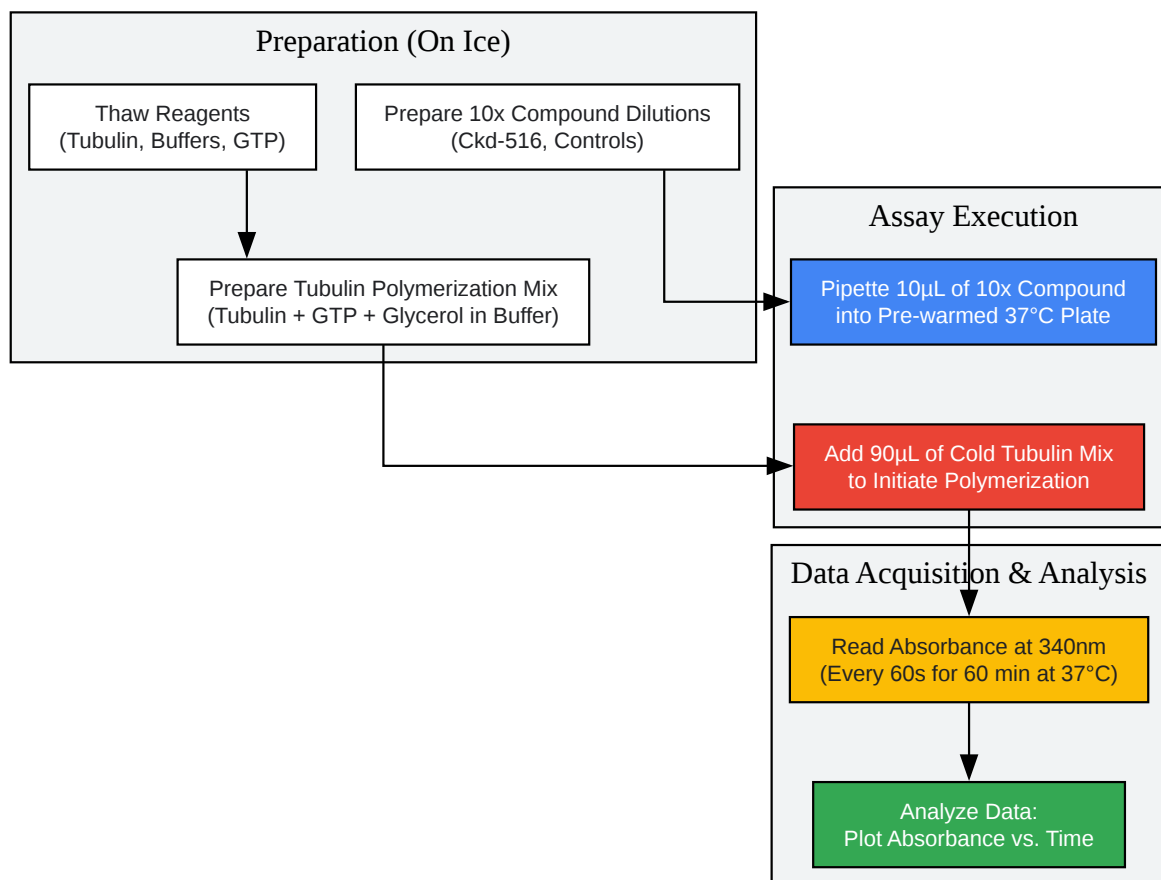 Preparation (On Ice)
Thaw Reagents
(Tubulin, Buffers, GTP)
Prepare 10x Compound Dilutions
(Ckd-516, Controls)
Prepare Tubulin Polymerization Mix
(Tubulin + GTP + Glycerol in Buffer)
Assay Execution
Pipette 10µL of 10x Compound
into Pre-warmed 37°C Plate
Add 90µL of Cold Tubulin Mix
to Initiate Polymerization
Data Acquisition & Analysis
Read Absorbance at 340nm
(Every 60s for 60 min at 37°C)
Analyze Data:
Plot Absorbance vs. Time